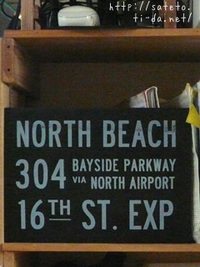 http://sateto.
ti-da.net/
NORTH BEACH
304 BAYSIDE PARKWAY
VIA NORTH AIRPORT
16TH ST. EXP